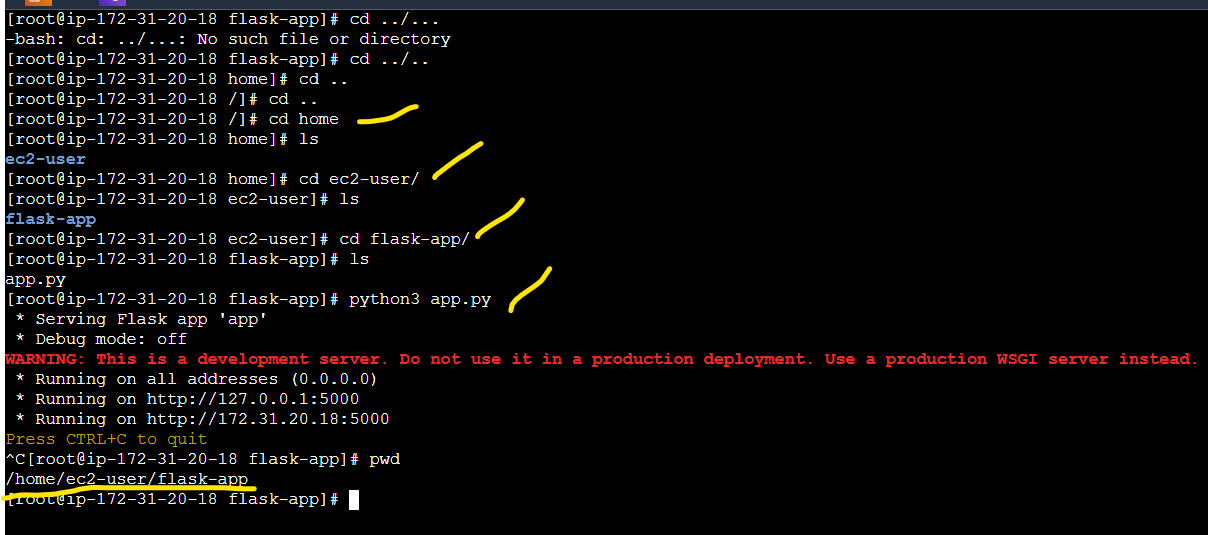 [root@ip-172-31-20-18 flask-app]# cd ../...
-bash: cd: ../...: No such file or directory
[root@ip-172-31-20-18 flask-app]# cd ../..
[root@ip-172-31-20-18 home]# cd ..
[root@ip-172-31-20-18 /]# cd ..
[root@ip-172-31-20-18 /]# cd home
[root@ip-172-31-20-18 home]# ls
ec2-user
[root@ip-172-31-20-18 home]# cd ec2-user/
[root@ip-172-31-20-18 ec2-user]# ls
flask-app
[root@ip-172-31-20-18 ec2-user]# cd flask-app/
[root@ip-172-31-20-18 flask-app]# ls
app.py
[root@ip-172-31-20-18 flask-app]# python3 app.py
 * Serving Flask app 'app'
 * Debug mode: off
WARNING: This is a development server. Do not use it in a production deployment. Use a production WSGI server instead.
 * Running on all addresses (0.0.0.0)
 * Running on http://127.0.0.1:5000
 * Running on http://172.31.20.18:5000
Press CTRL+C to quit
^C[root@ip-172-31-20-18 flask-app]# pwd
/home/ec2-user/flask-app
[root@ip-172-31-20-18 flask-app]#